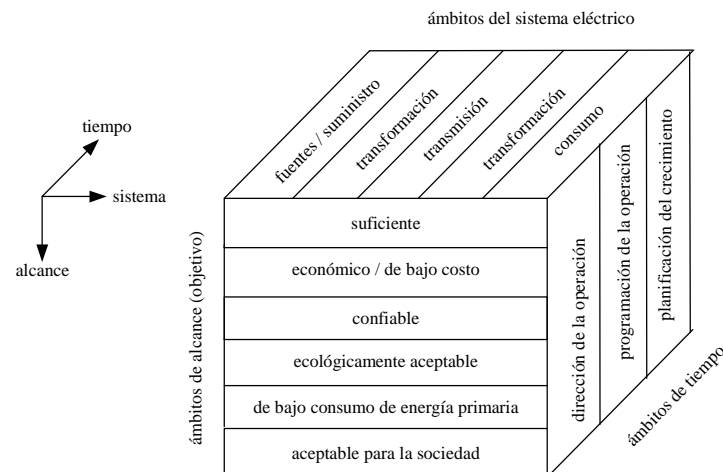 ámbitos del sistema eléctrico
fuentes / suministro
transformación
transmisión
transformación
consumo
tiempo
sistema
alcance
ámbitos de alcance (objetivo)
suficiente
económico / de bajo costo
confiable
ecológicamente aceptable
de bajo consumo de energía primaria
aceptable para la sociedad
dirección de la operación
programación de la operación
planificación del crecimiento
ámbitos de tiempo